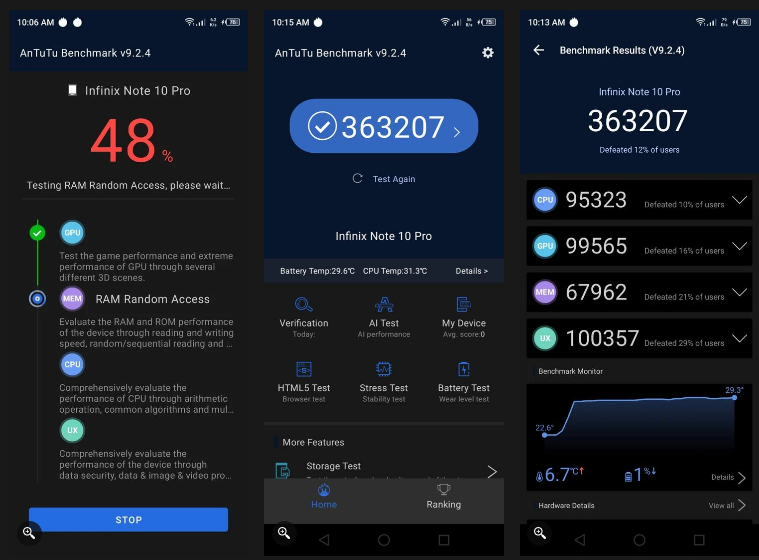 10:06 AM
AnTuTu Benchmark v9.2.4
Infinix Note 10 Pro
48%
Testing RAM Random Access, please wait...
GPU
Test the game performance and extreme
performance of GPU through several
different 3D scenes.
MEM RAM Random Access
Evaluate the RAM and ROM performance
of the device through reading and writing
speed, random/sequential reading and ...
CPU
Comprehensively evaluate the
performance of CPU through arithmetic
operation, common algorithms and mul...
UX
Comprehensively evaluate the
performance of the device through
data security, data & image & video pro...
STOP
10:15 AM
AnTuTu Benchmark v9.2.4
363207
Test Again
Infinix Note 10 Pro
Battery Temp:29.6℃ CPU Temp:31.3℃ Details >
Verification AI Test My Device
Today: AI performance Avg. score:0
HTML5 Test Stress Test Battery Test
Browser test Stability test Wear level test
More Features
Storage Test
Home Ranking
10:13 AM
Benchmark Results (V9.2.4)
Infinix Note 10 Pro
363207
Defeated 12% of users
CPU 95323 Defeated 10% of users
GPU 99565 Defeated 16% of users
MEM 67962 Defeated 21% of users
UX 100357 Defeated 29% of users
Benchmark Monitor
29.3°
22.6°
6.7℃↑ 1%↓ Details
Hardware Details View all